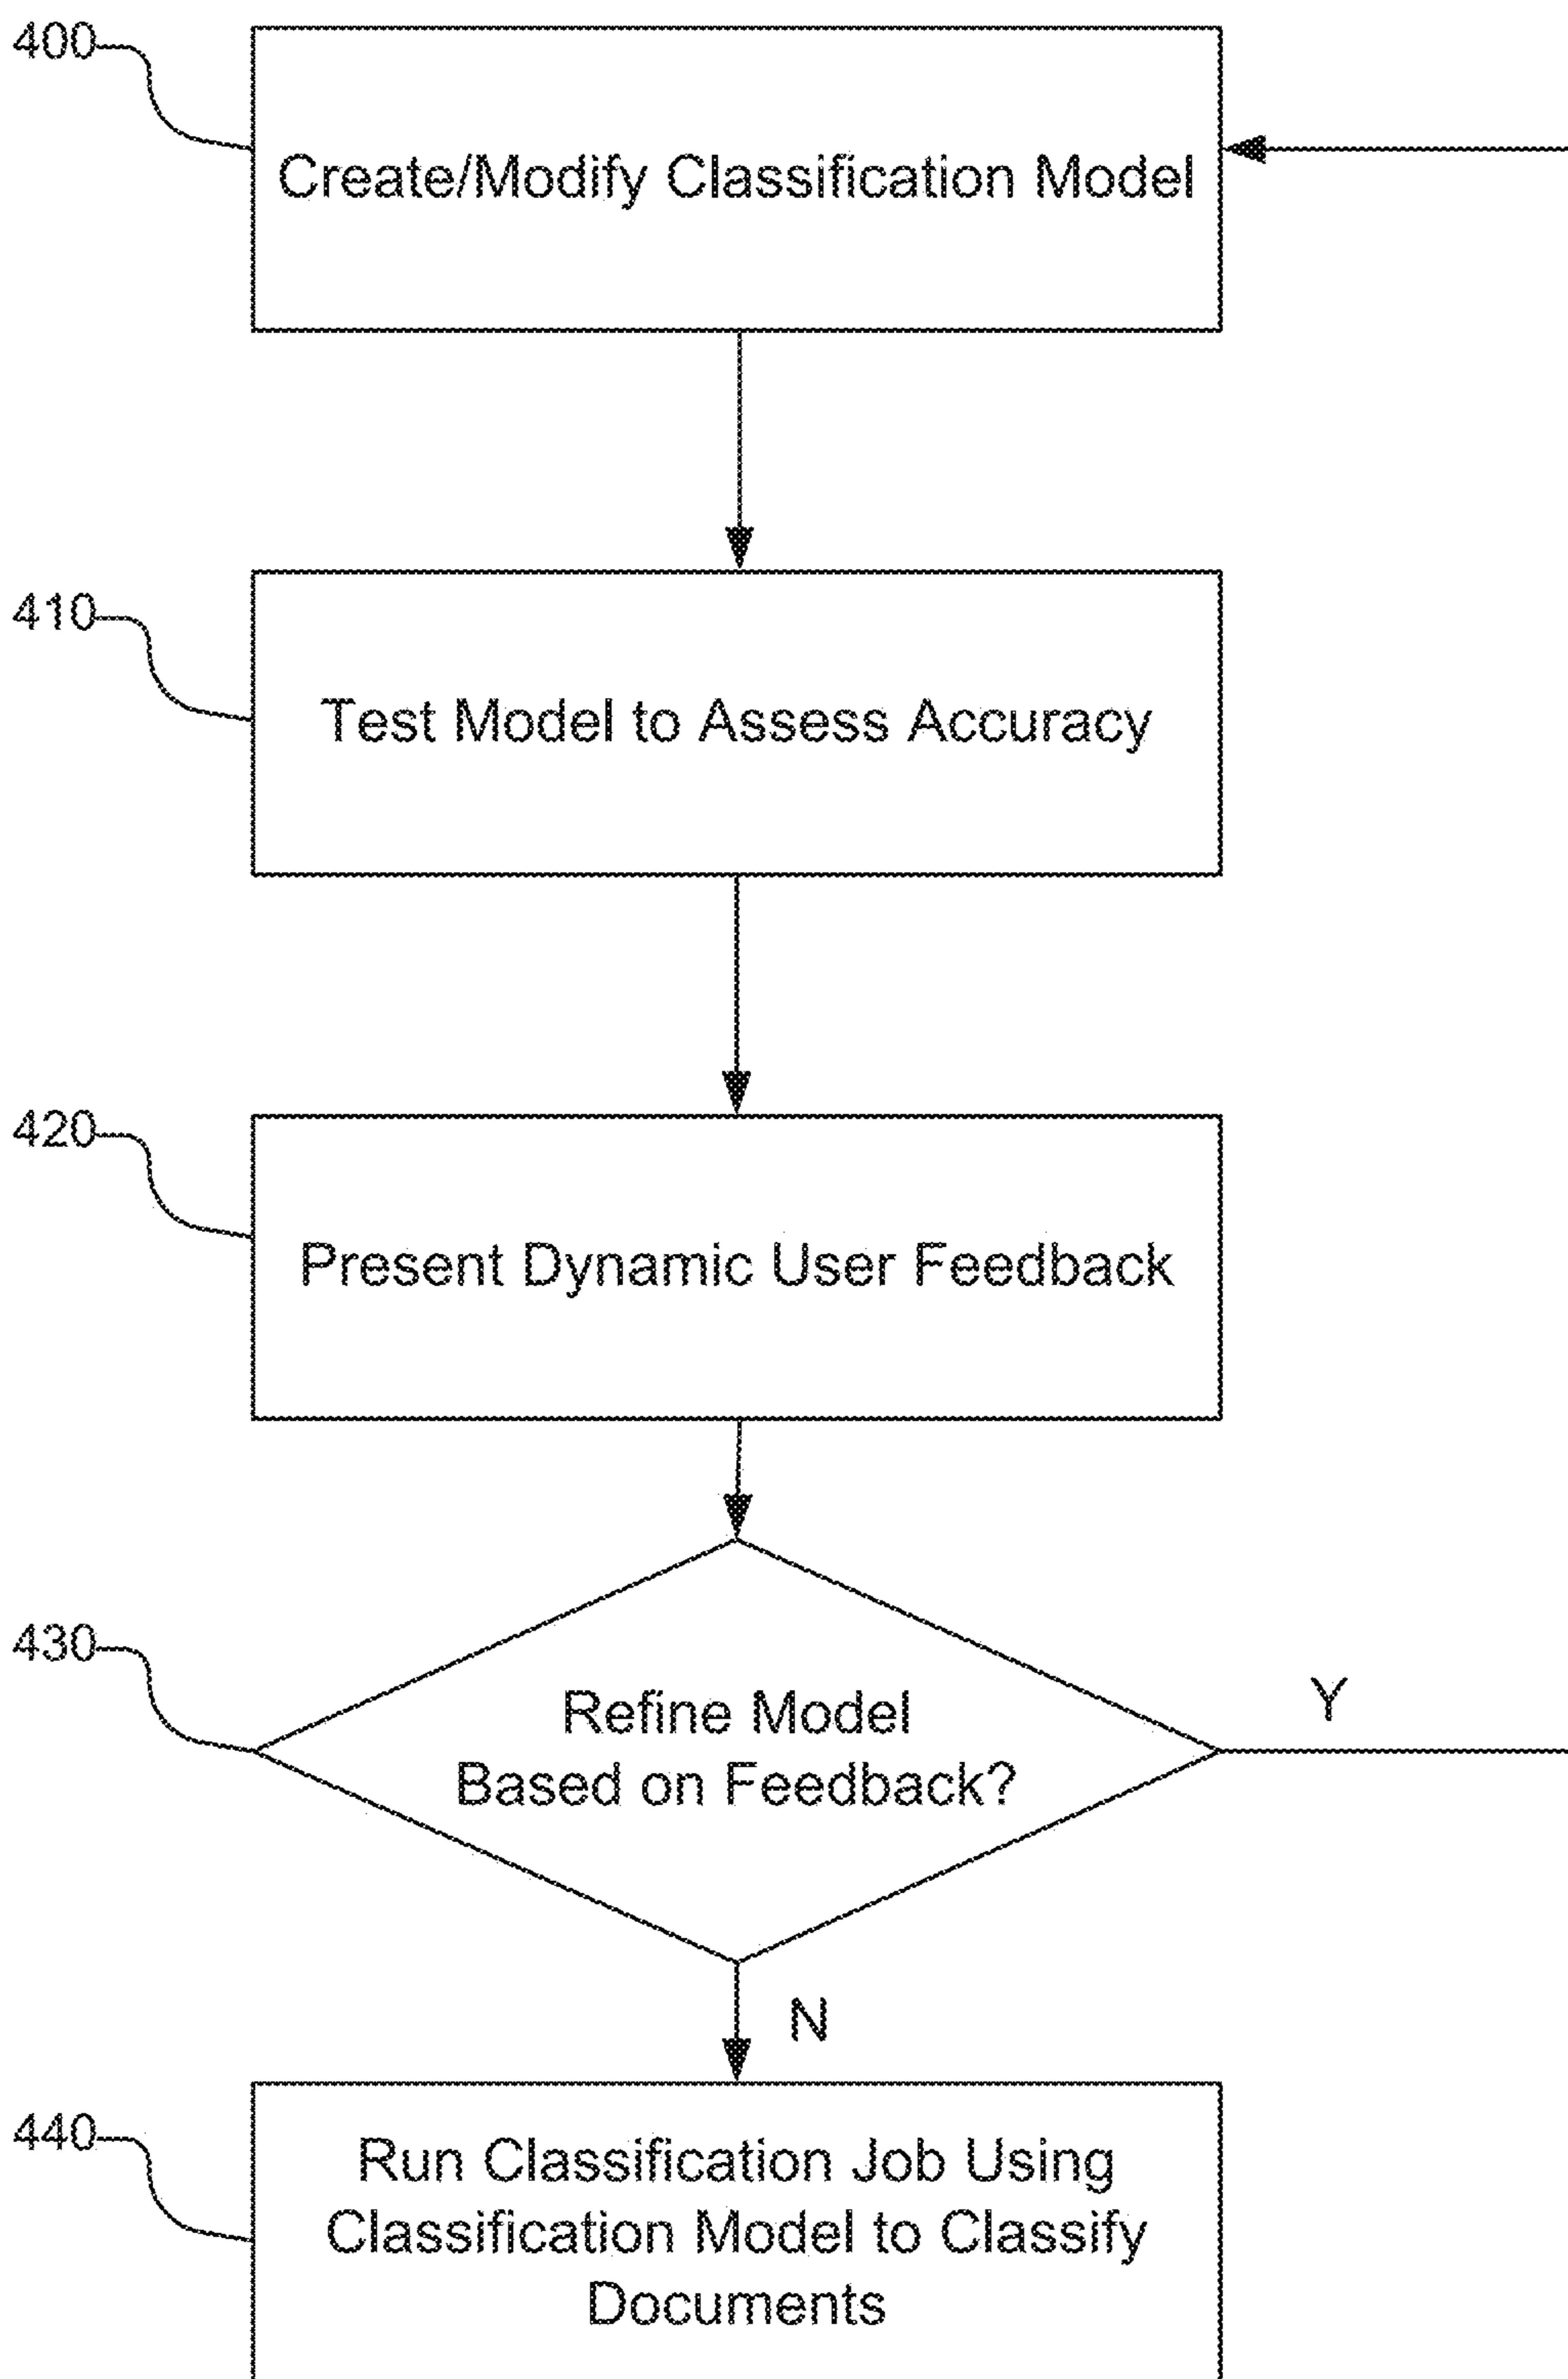 400
Create/Modify Classification Model
410
Test Model to Assess Accuracy
420
Present Dynamic User Feedback
430
Refine Model
Based on Feedback?
Y
N
440
Run Classification Job Using
Classification Model to Classify
Documents